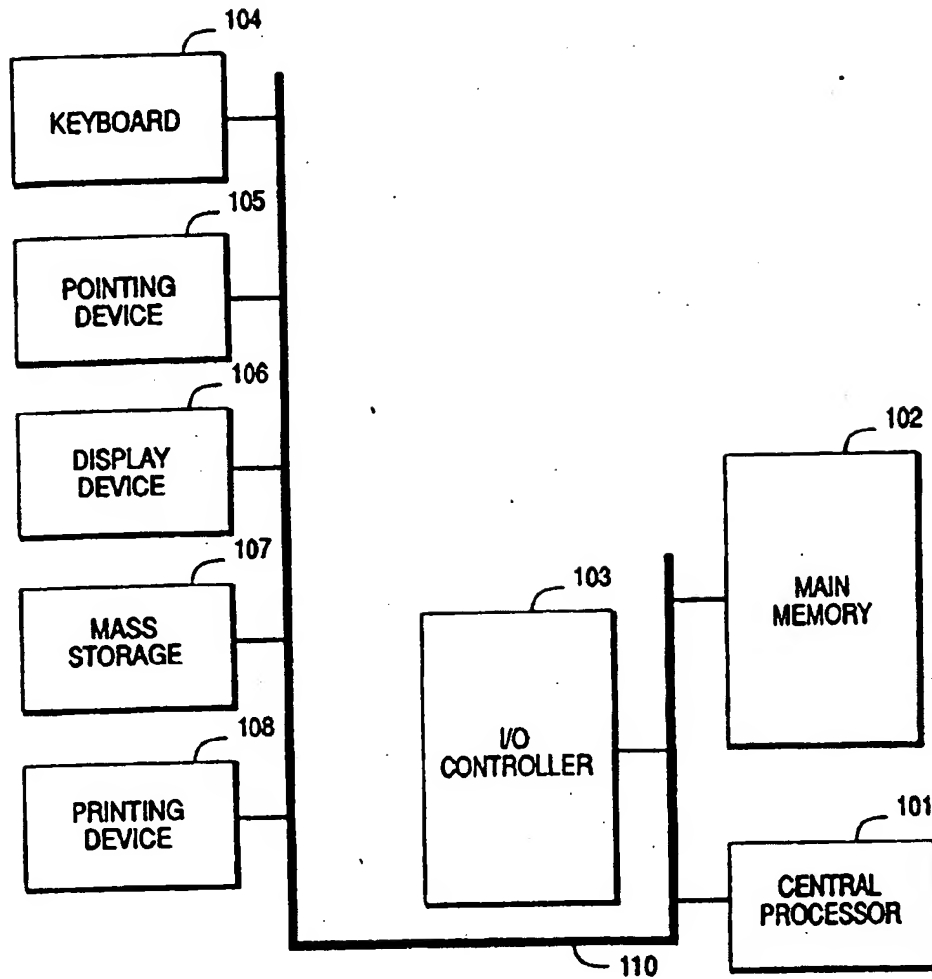 104
KEYBOARD
105
POINTING
DEVICE
106
DISPLAY
DEVICE
107
MASS
STORAGE
108
PRINTING
DEVICE
103
I/O
CONTROLLER
102
MAIN
MEMORY
101
CENTRAL
PROCESSOR
110